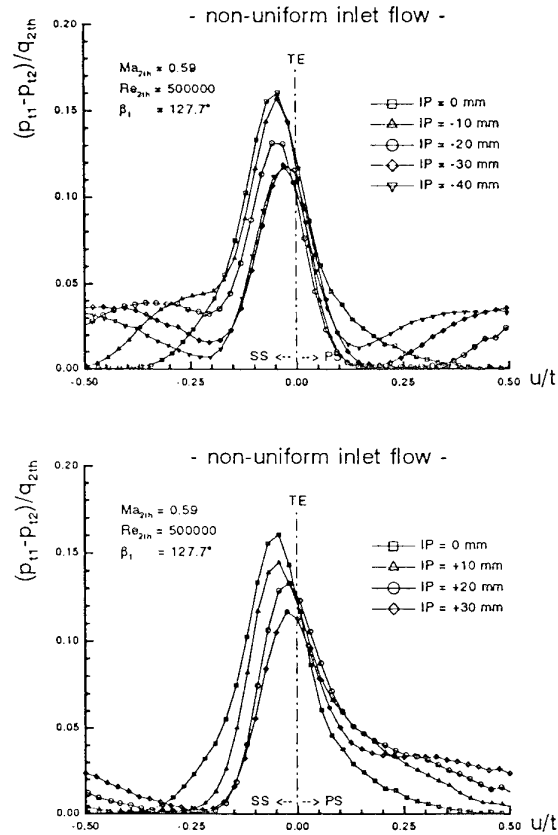 - non-uniform inlet flow -
(p_t1-p_t2)/q_2th
0.20
0.15
0.10
0.05
0.00
TE
Ma_2th = 0.59
Re_2th = 500000
β_1 = 127.7°
IP = 0 mm
IP = -10 mm
IP = -20 mm
IP = -30 mm
IP = -40 mm
SS PS
-0.50 -0.25 0.00 0.25 0.50 u/t
- non-uniform inlet flow -
(p_t1-p_t2)/q_2th
0.20
0.15
0.10
0.05
0.00
TE
Ma_2th = 0.59
Re_2th = 500000
β_1 = 127.7°
IP = 0 mm
IP = +10 mm
IP = +20 mm
IP = +30 mm
SS PS
-0.50 -0.25 0.00 0.25 0.50 u/t